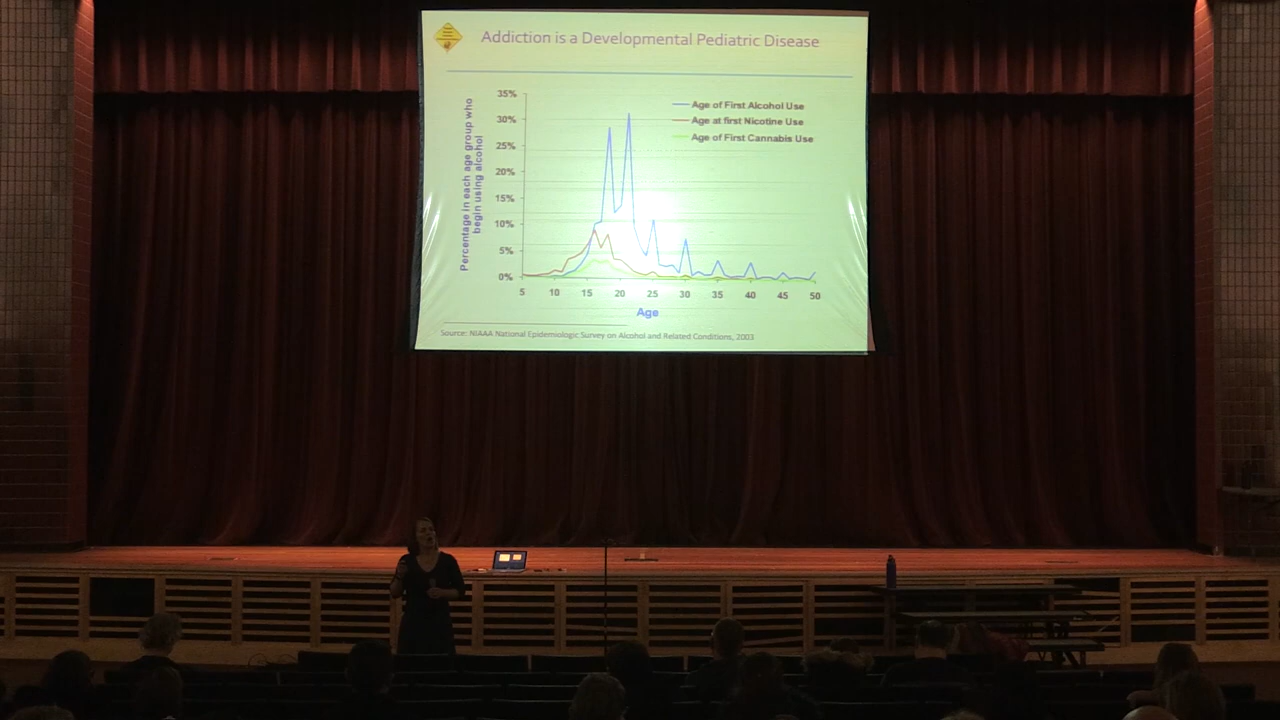 Addiction is a Developmental Pediatric Disease
Percentage in each age group who
begin using alcohol
35%
30%
25%
20%
15%
10%
5%
0%
Age of First Alcohol Use
Age at first Nicotine Use
Age of First Cannabis Use
5 10 15 20 25 30 35 40 45 50
Age
Source: NIAAA National Epidemiologic Survey on Alcohol and Related Conditions, 2003